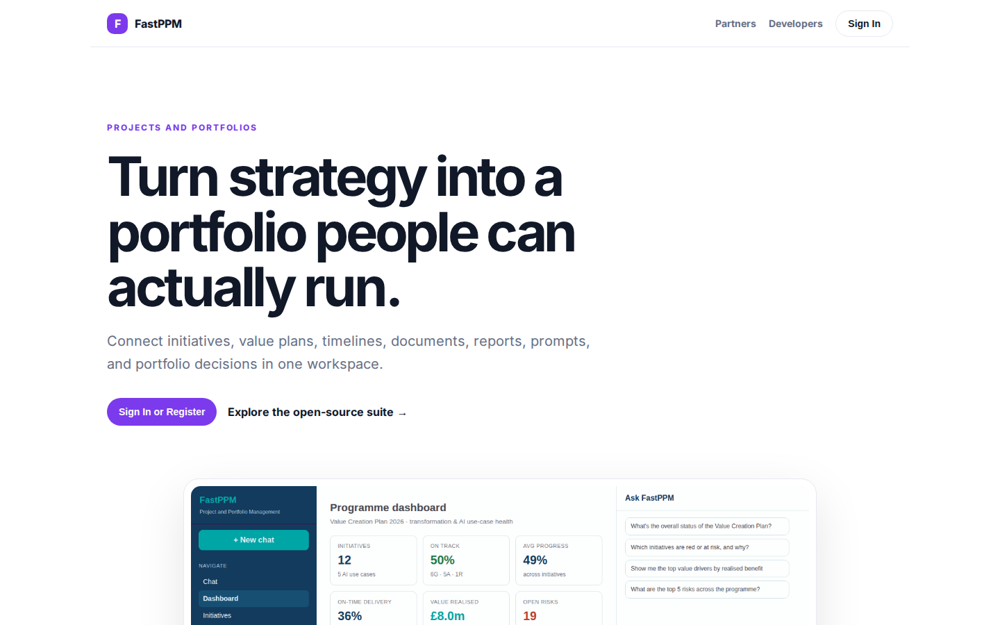 F FastPPM
Partners Developers Sign In
PROJECTS AND PORTFOLIOS
Turn strategy into a
portfolio people can
actually run.
Connect initiatives, value plans, timelines, documents, reports, prompts,
and portfolio decisions in one workspace.
Sign In or Register Explore the open-source suite →
FastPPM
Project and Portfolio Management
+ New chat
NAVIGATE
Chat
Dashboard
Initiatives
Programme dashboard
Value Creation Plan 2026 · transformation & AI use-case health
INITIATIVES
12
5 AI use cases
ON TRACK
50%
6G · 5A · 1R
AVG PROGRESS
49%
across initiatives
ON-TIME DELIVERY
36%
VALUE REALISED
£8.0m
OPEN RISKS
19
Ask FastPPM
What's the overall status of the Value Creation Plan?
Which initiatives are red or at risk, and why?
Show me the top value drivers by realised benefit
What are the top 5 risks across the programme?